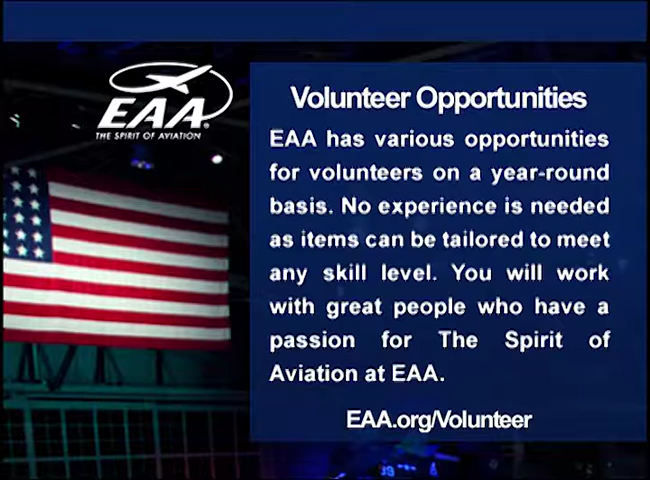 EAA®
THE SPIRIT OF AVIATION
Volunteer Opportunities
EAA has various opportunities
for volunteers on a year-round
basis. No experience is needed
as items can be tailored to meet
any skill level. You will work
with great people who have a
passion for The Spirit of
Aviation at EAA.
EAA.org/Volunteer